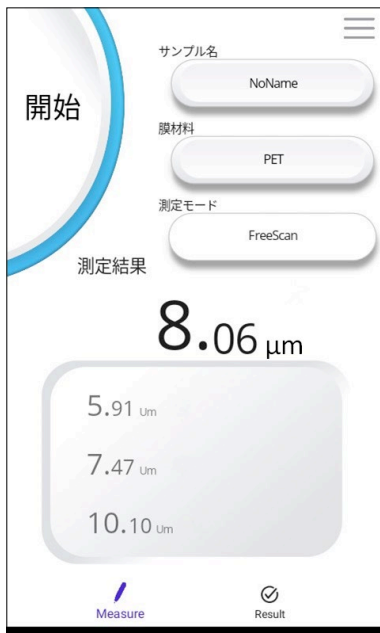 サンプル名
NoName
開始
膜材料
PET
測定モード
FreeScan
測定結果
8.06 μm
5.91 Um
7.47 Um
10.10 Um
Measure
Result